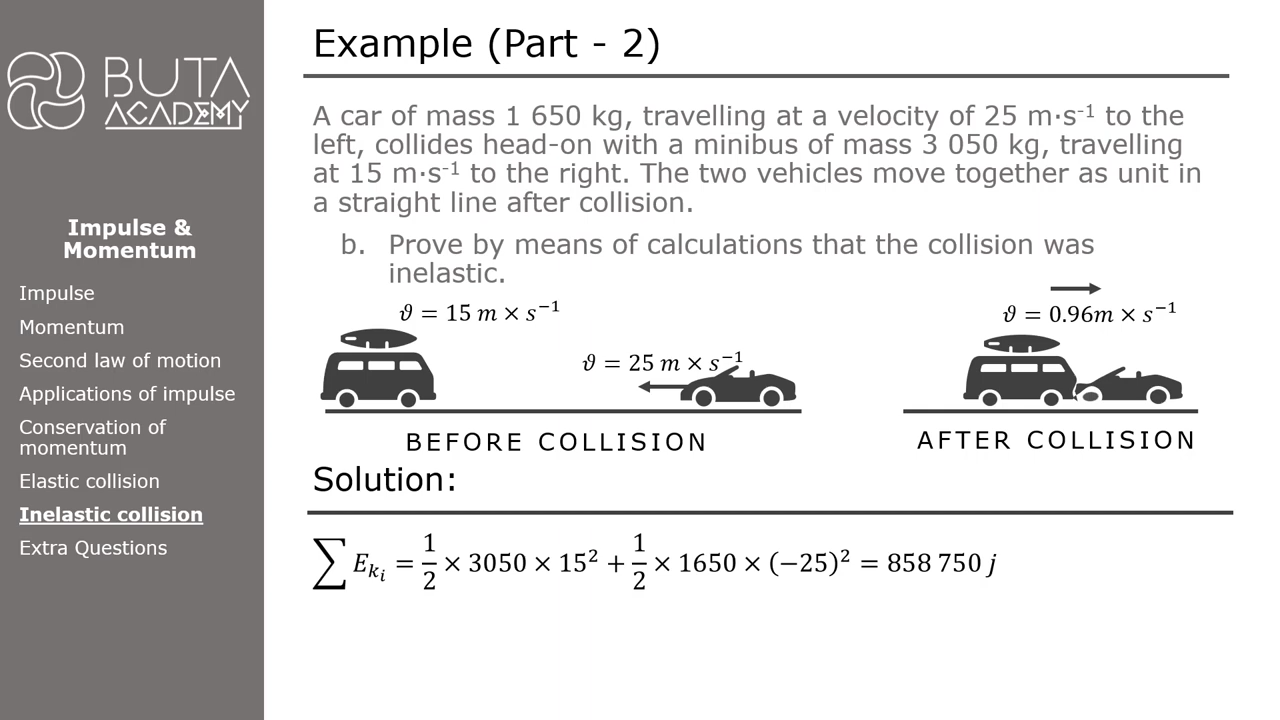 BUTA
ACADEMY
Impulse &
Momentum
Impulse
Momentum
Second law of motion
Applications of impulse
Conservation of
momentum
Elastic collision
Inelastic collision
Extra Questions
Example (Part - 2)
A car of mass 1 650 kg, travelling at a velocity of 25 m·s⁻¹ to the
left, collides head-on with a minibus of mass 3 050 kg, travelling
at 15 m·s⁻¹ to the right. The two vehicles move together as unit in
a straight line after collision.
b. Prove by means of calculations that the collision was
inelastic.
𝜗 = 15 m × s⁻¹
𝜗 = 25 m × s⁻¹
𝜗 = 0.96m × s⁻¹
BEFORE COLLISION
AFTER COLLISION
Solution:
∑ E_{k_i} = 1/2 × 3050 × 15² + 1/2 × 1650 × (−25)² = 858 750 j